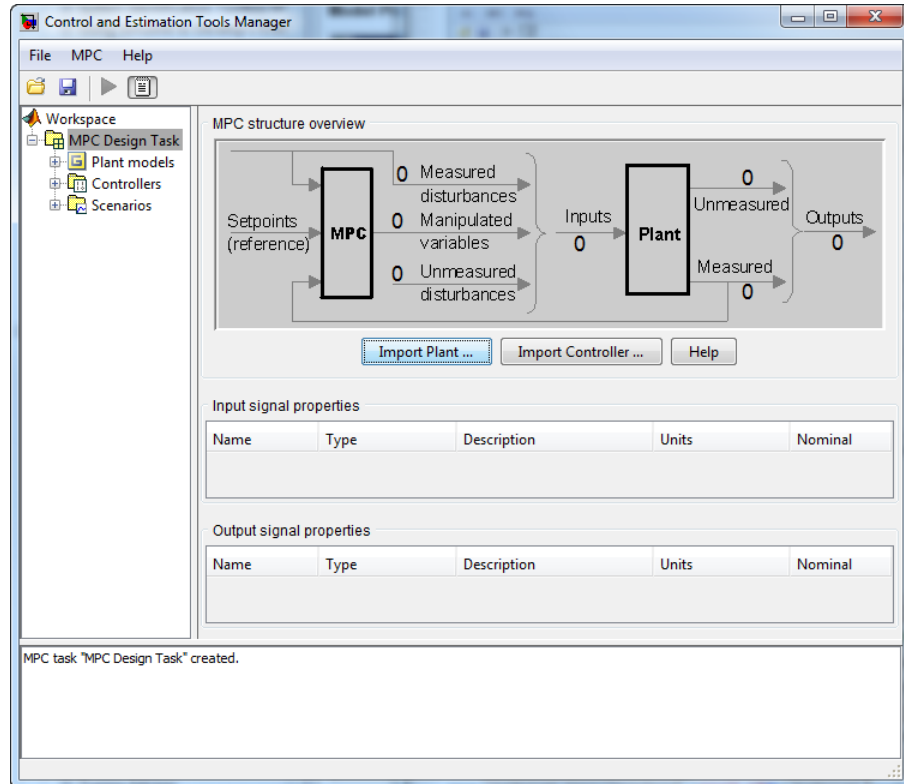 Control and Estimation Tools Manager
File MPC Help
Workspace
MPC Design Task
Plant models
Controllers
Scenarios
MPC structure overview
Setpoints
(reference)
MPC
0 Measured
disturbances
0 Manipulated
variables
0 Unmeasured
disturbances
Inputs
0
Plant
0
Unmeasured
Measured
0
Outputs
0
Import Plant ... Import Controller ... Help
Input signal properties
Name Type Description Units Nominal
Output signal properties
Name Type Description Units Nominal
MPC task "MPC Design Task" created.